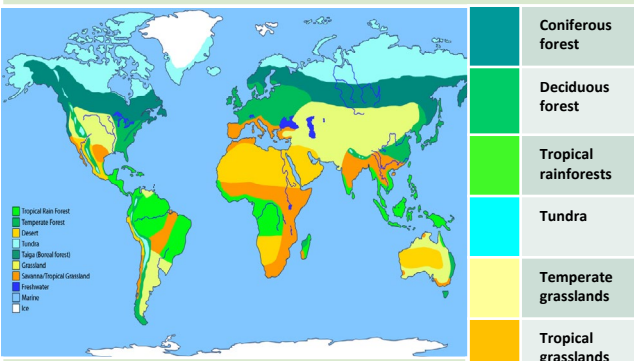 Tropical Rain Forest
Temperate Forest
Desert
Tundra
Taiga (Boreal forest)
Grassland
Savanna/Tropical Grassland
Freshwater
Marine
Ice
Coniferous
forest
Deciduous
forest
Tropical
rainforests
Tundra
Temperate
grasslands
Tropical
grasslands